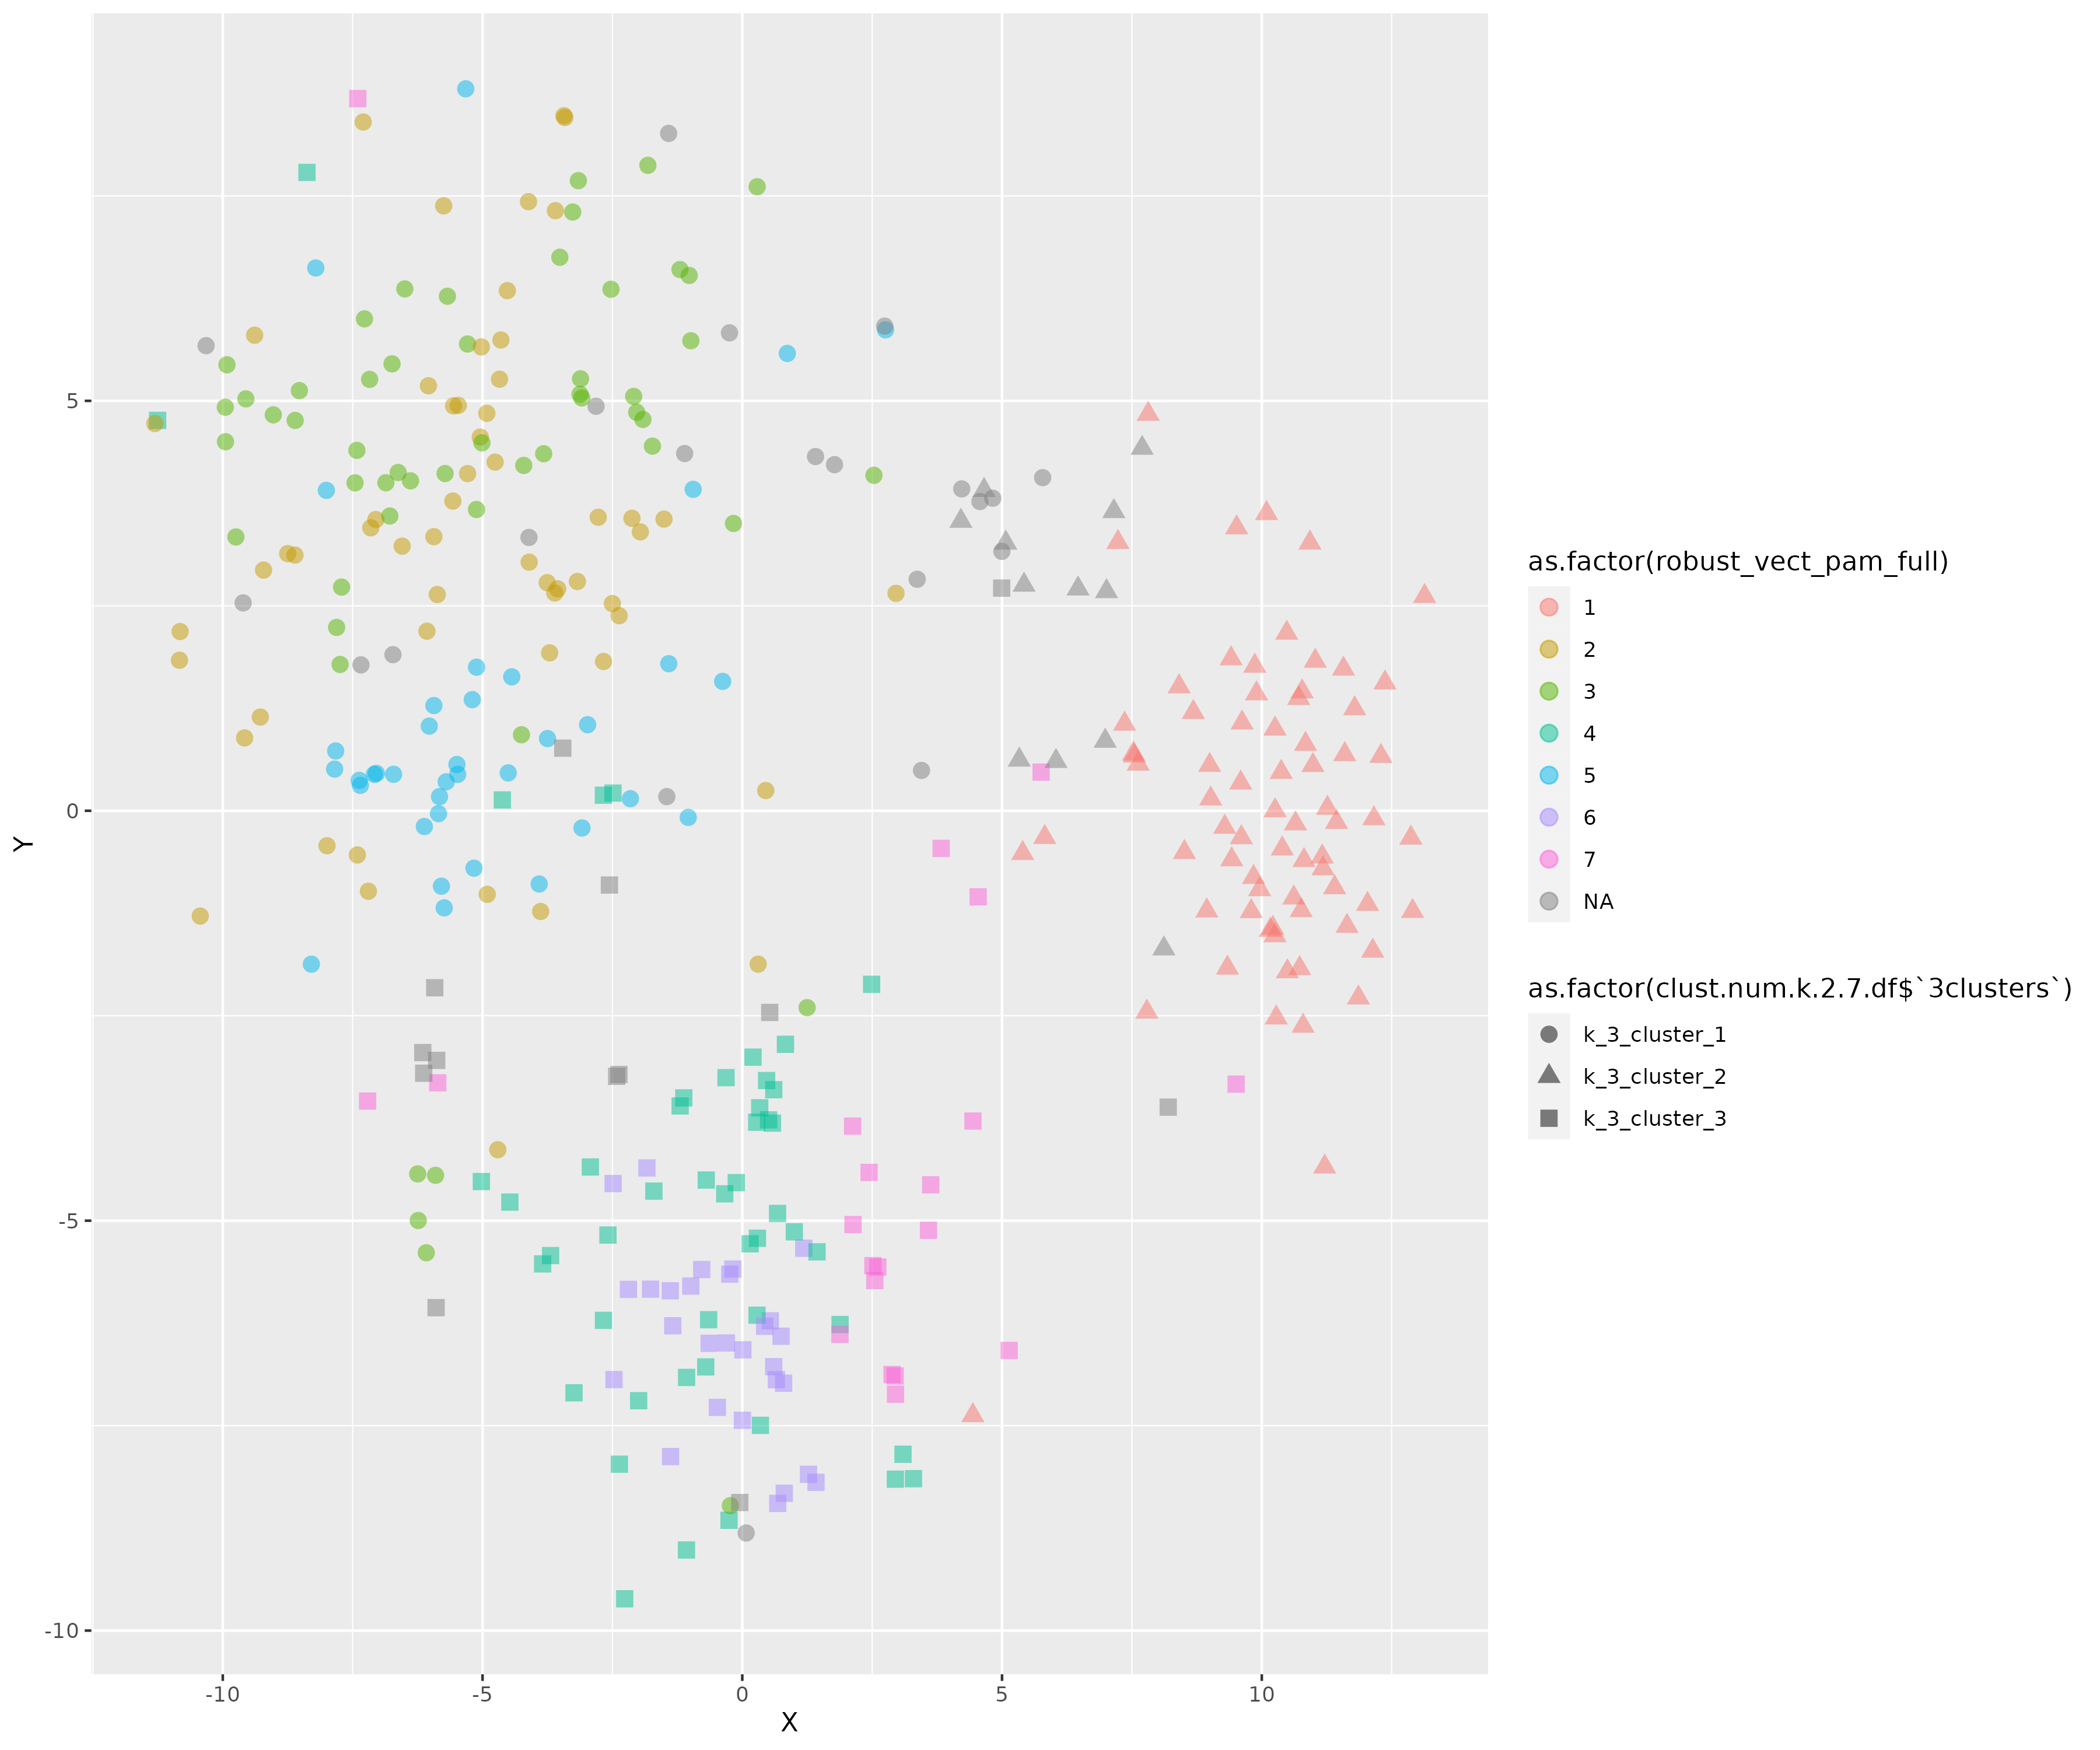 5
0
-5
-10
Y
-10
-5
0
5
10
X
as.factor(robust_vect_pam_full)
1
2
3
4
5
6
7
NA
as.factor(clust.num.k.2.7.df$`3clusters`)
k_3_cluster_1
k_3_cluster_2
k_3_cluster_3